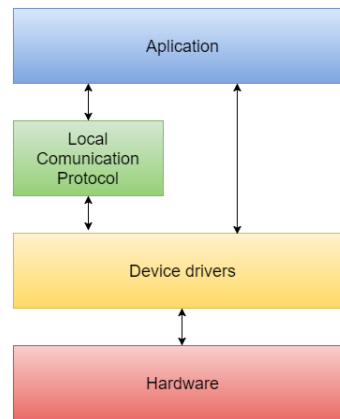 Aplication
Local
Comunication
Protocol
Device drivers
Hardware